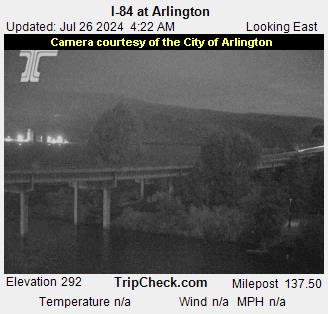 I-84 at Arlington
Updated: Jul 26 2024 4:22 AM Looking East
Camera courtesy of the City of Arlington
Elevation 292 TripCheck.com Milepost 137.50
Temperature n/a Wind n/a MPH n/a